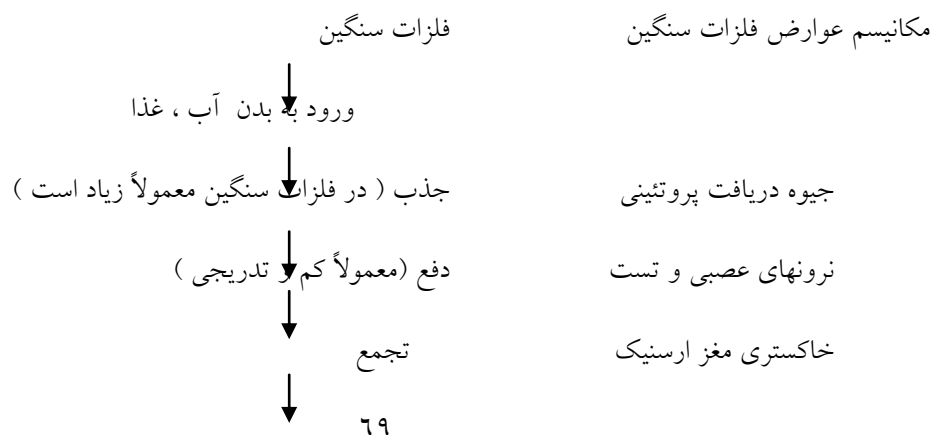 مکانیسم عوارض فلزات سنگین فلزات سنگین
ورود به بدن آب ، غذا
جیوه دریافت پروتئینی جذب ( در فلزات سنگین معمولاً زیاد است )
نرونهای عصبی و تست دفع (معمولاً کم و تدریجی )
خاکستری مغز ارسنیک تجمع
٦٩